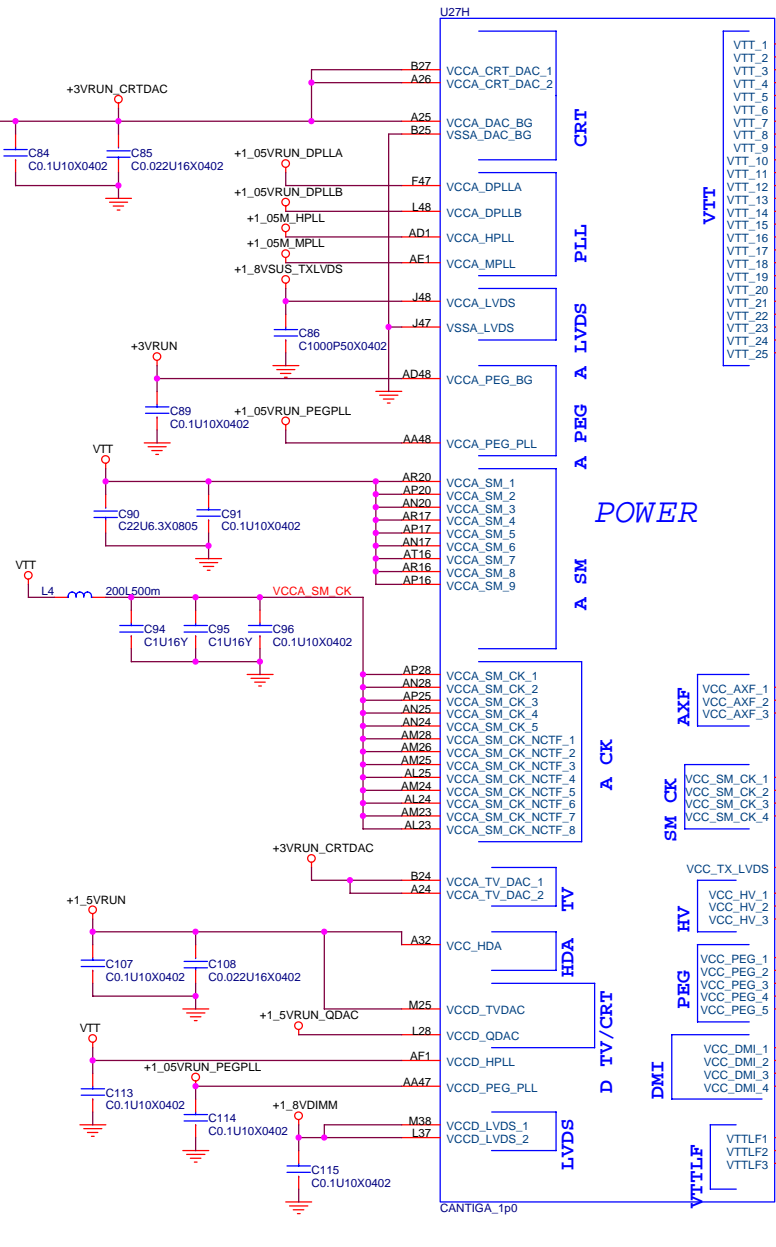 U27H
B27 VCCA_CRT_DAC_1
A26 VCCA_CRT_DAC_2
+3VRUN_CRTDAC
A25 VCCA_DAC_BG
B25 VSSA_DAC_BG
CRT
C84
C0.1U10X0402
C85
C0.022U16X0402
+1_05VRUN_DPLLA
F47 VCCA_DPLLA
+1_05VRUN_DPLLB
L48 VCCA_DPLLB
+1_05M_HPLL
AD1 VCCA_HPLL
+1_05M_MPLL
AE1 VCCA_MPLL
PLL
+1_8VSUS_TXLVDS
J48 VCCA_LVDS
J47 VSSA_LVDS
A LVDS
C86
C1000P50X0402
+3VRUN
AD48 VCCA_PEG_BG
C89
C0.1U10X0402
+1_05VRUN_PEGPLL
AA48 VCCA_PEG_PLL
A PEG
VTT
C90
C22U6.3X0805
C91
C0.1U10X0402
AR20 VCCA_SM_1
AP20 VCCA_SM_2
AN20 VCCA_SM_3
AR17 VCCA_SM_4
AP17 VCCA_SM_5
AN17 VCCA_SM_6
AT16 VCCA_SM_7
AR16 VCCA_SM_8
AP16 VCCA_SM_9
A SM
POWER
VTT
L4 200L500m VCCA_SM_CK
C94
C1U16Y
C95
C1U16Y
C96
C0.1U10X0402
AP28 VCCA_SM_CK_1
AN28 VCCA_SM_CK_2
AP25 VCCA_SM_CK_3
AN25 VCCA_SM_CK_4
AN24 VCCA_SM_CK_5
AM28 VCCA_SM_CK_NCTF_1
AM26 VCCA_SM_CK_NCTF_2
AM25 VCCA_SM_CK_NCTF_3
AL25 VCCA_SM_CK_NCTF_4
AM24 VCCA_SM_CK_NCTF_5
AL24 VCCA_SM_CK_NCTF_6
AM23 VCCA_SM_CK_NCTF_7
AL23 VCCA_SM_CK_NCTF_8
A CK
+3VRUN_CRTDAC
B24 VCCA_TV_DAC_1
A24 VCCA_TV_DAC_2
TV
+1_5VRUN
A32 VCC_HDA
HDA
C107
C0.1U10X0402
C108
C0.022U16X0402
M25 VCCD_TVDAC
+1_5VRUN_QDAC
L28 VCCD_QDAC
D TV/CRT
VTT
AF1 VCCD_HPLL
+1_05VRUN_PEGPLL
AA47 VCCD_PEG_PLL
C113
C0.1U10X0402
C114
C0.1U10X0402
+1_8VDIMM
M38 VCCD_LVDS_1
L37 VCCD_LVDS_2
LVDS
C115
C0.1U10X0402
VTT
VTT_1
VTT_2
VTT_3
VTT_4
VTT_5
VTT_6
VTT_7
VTT_8
VTT_9
VTT_10
VTT_11
VTT_12
VTT_13
VTT_14
VTT_15
VTT_16
VTT_17
VTT_18
VTT_19
VTT_20
VTT_21
VTT_22
VTT_23
VTT_24
VTT_25
AXF
VCC_AXF_1
VCC_AXF_2
VCC_AXF_3
SM CK
VCC_SM_CK_1
VCC_SM_CK_2
VCC_SM_CK_3
VCC_SM_CK_4
VCC_TX_LVDS
HV
VCC_HV_1
VCC_HV_2
VCC_HV_3
PEG
VCC_PEG_1
VCC_PEG_2
VCC_PEG_3
VCC_PEG_4
VCC_PEG_5
DMI
VCC_DMI_1
VCC_DMI_2
VCC_DMI_3
VCC_DMI_4
VTTLF
VTTLF1
VTTLF2
VTTLF3
CANTIGA_1p0